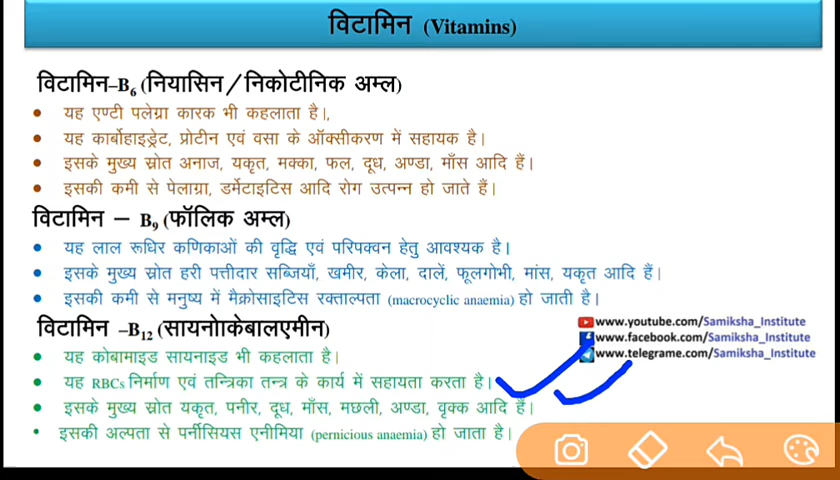 विटामिन (Vitamins)
विटामिन–B6 (नियासिन/निकोटीनिक अम्ल)
• यह एण्टी पलेग्रा कारक भी कहलाता है।,
• यह कार्बोहाइड्रेट, प्रोटीन एवं वसा के ऑक्सीकरण में सहायक है।
• इसके मुख्य स्रोत अनाज, यकृत, मक्का, फल, दूध, अण्डा, माँस आदि हैं।
• इसकी कमी से पेलाग्रा, डर्मेटाइटिस आदि रोग उत्पन्न हो जाते हैं।
विटामिन – B9 (फॉलिक अम्ल)
• यह लाल रूधिर कणिकाओं की वृद्धि एवं परिपक्वन हेतु आवश्यक है।
• इसके मुख्य स्रोत हरी पत्तीदार सब्जियाँ, खमीर, केला, दालें, फूलगोभी, मांस, यकृत आदि हैं।
• इसकी कमी से मनुष्य में मैक्रोसाइटिस रक्ताल्पता (macrocyclic anaemia) हो जाती है।
विटामिन –B12 (सायनोाकेबालएमीन)
www.youtube.com/Samiksha_Institute
www.facebook.com/Samiksha_Institute
www.telegrame.com/Samiksha_Institute
• यह कोबामाइड सायनाइड भी कहलाता है।
• यह RBCs निर्माण एवं तन्त्रिका तन्त्र के कार्य में सहायता करता है।
• इसके मुख्य स्रोत यकृत, पनीर, दूध, माँस, मछली, अण्डा, वृक्क आदि हैं।
• इसकी अल्पता से पर्नीसियस एनीमिया (pernicious anaemia) हो जाता है।